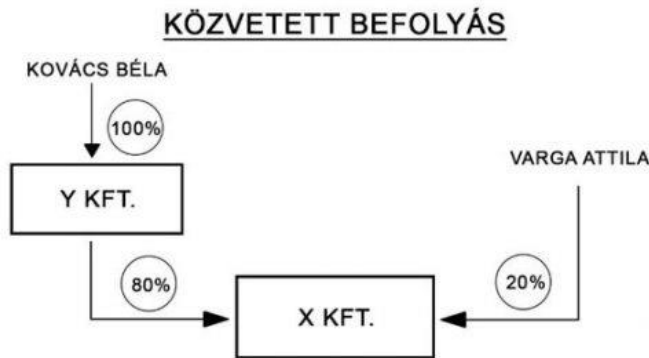 KÖZVETETT BEFOLYÁS
KOVÁCS BÉLA
100%
VARGA ATTILA
Y KFT.
80%
20%
X KFT.